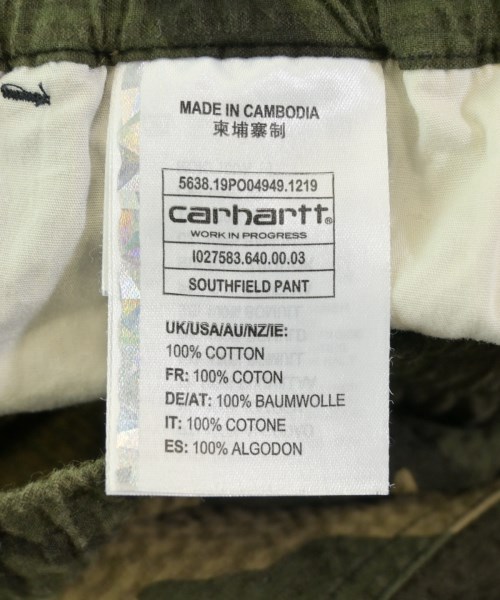 MADE IN CAMBODIA
柬埔寨制
5638.19PO04949.1219
carhartt®
WORK IN PROGRESS
I027583.640.00.03
SOUTHFIELD PANT
UK/USA/AU/NZ/IE:
100% COTTON
FR: 100% COTON
DE/AT: 100% BAUMWOLLE
IT: 100% COTONE
ES: 100% ALGODON